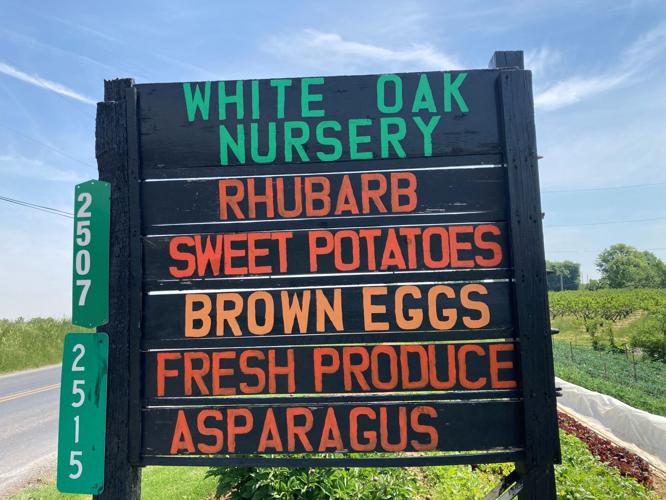 WHITE OAK
NURSERY
RHUBARB
SWEET POTATOES
BROWN EGGS
FRESH PRODUCE
ASPARAGUS
2507
2515